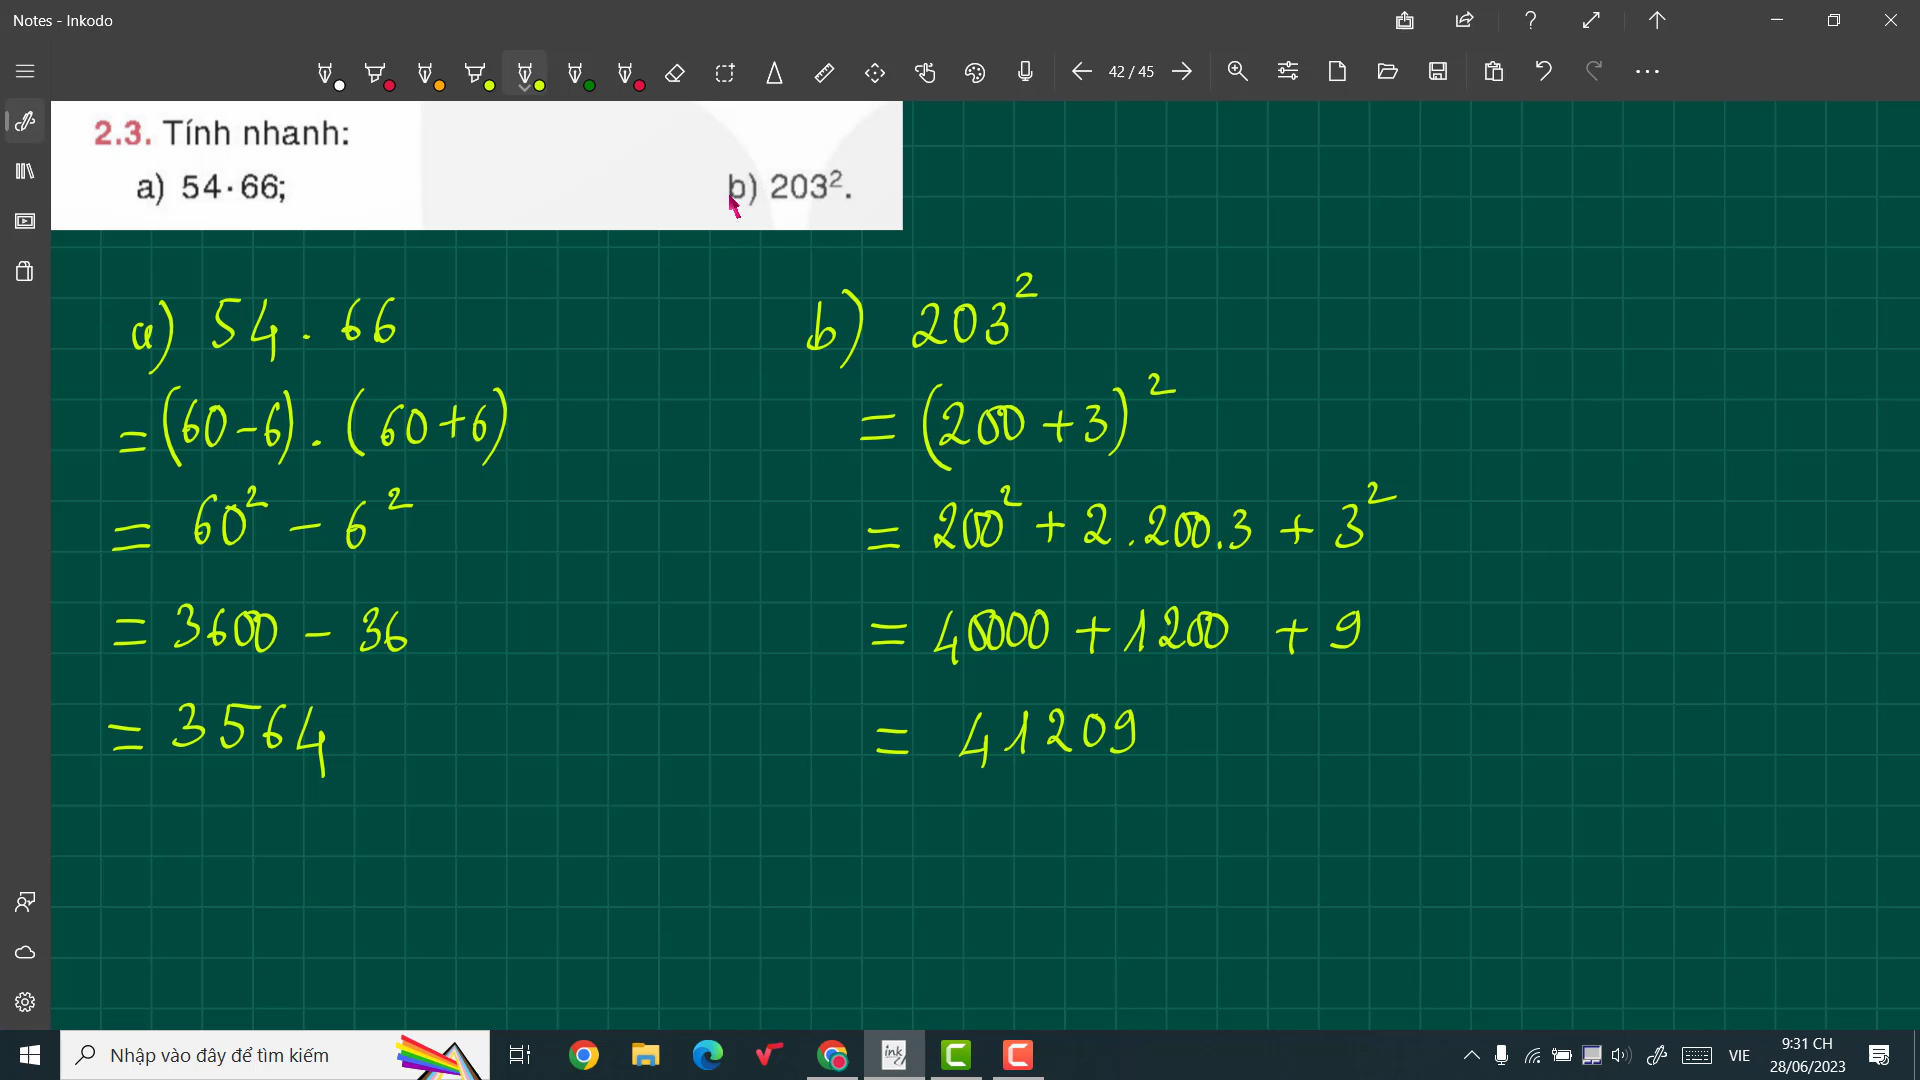 Notes - Inkodo
42 / 45
2.3. Tính nhanh:
a) 54·66;
b) 203².
a) 54 . 66
= (60 - 6) . (60 + 6)
= 60² - 6²
= 3600 - 36
= 3564
b) 203²
= (200 + 3)²
= 200² + 2 . 200 . 3 + 3²
= 40000 + 1200 + 9
= 41209
Nhập vào đây để tìm kiếm
ink
VIE
9:31 CH
28/06/2023